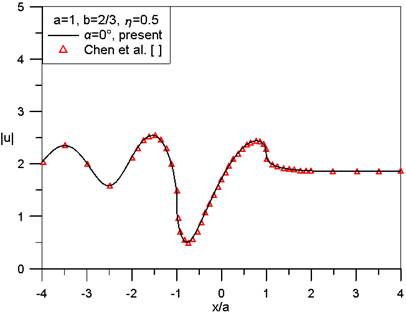 5
a=1, b=2/3, η=0.5
α=0°, present
Chen et al. [ ]
4
3
|u|
2
1
0
-4 -3 -2 -1 0 1 2 3 4
x/a